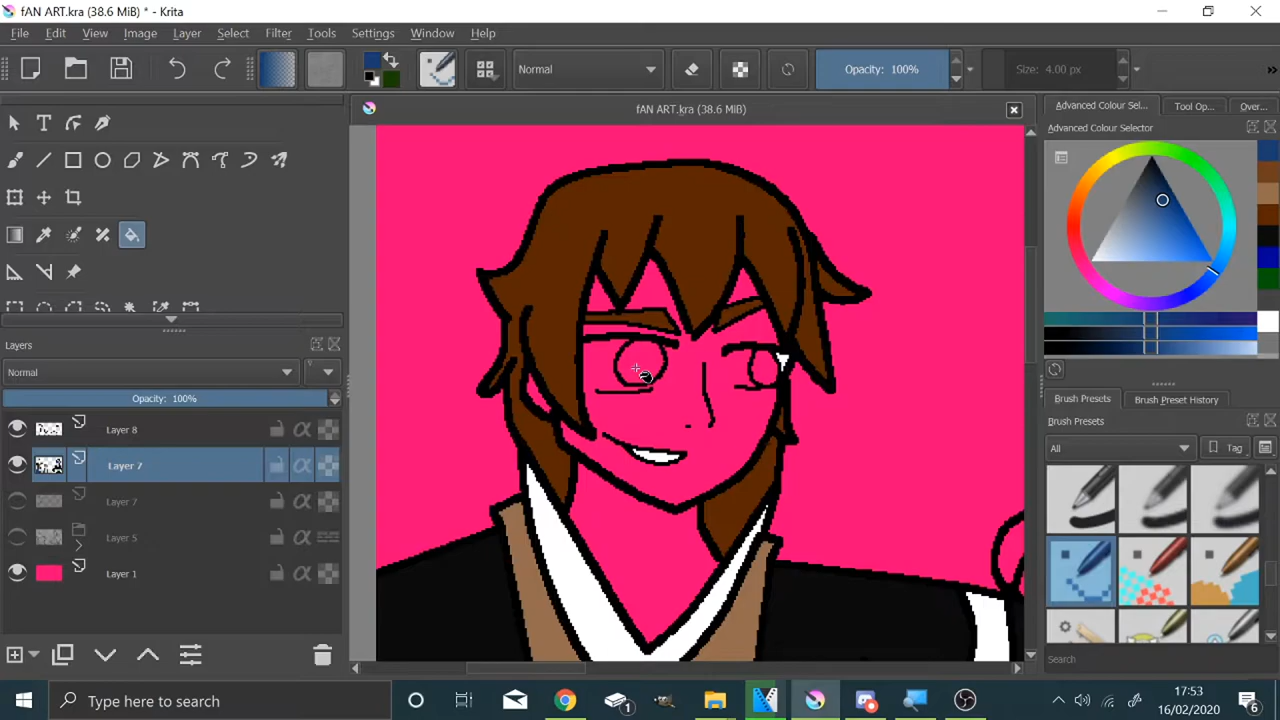 fAN ART.kra (38.6 MiB) * - Krita
File Edit View Image Layer Select Filter Tools Settings Window Help
Normal Opacity: 100% Size: 4.00 px »
fAN ART.kra (38.6 MiB)
Advanced Colour Sel... Tool Op... Over...
Advanced Colour Selector
Layers
Normal
Opacity: 100%
Layer 8
Layer 7
Layer 7
Layer 5
Layer 1
Brush Presets Brush Preset History
Brush Presets
All Tag
Search
Type here to search
1
17:53
16/02/2020
6